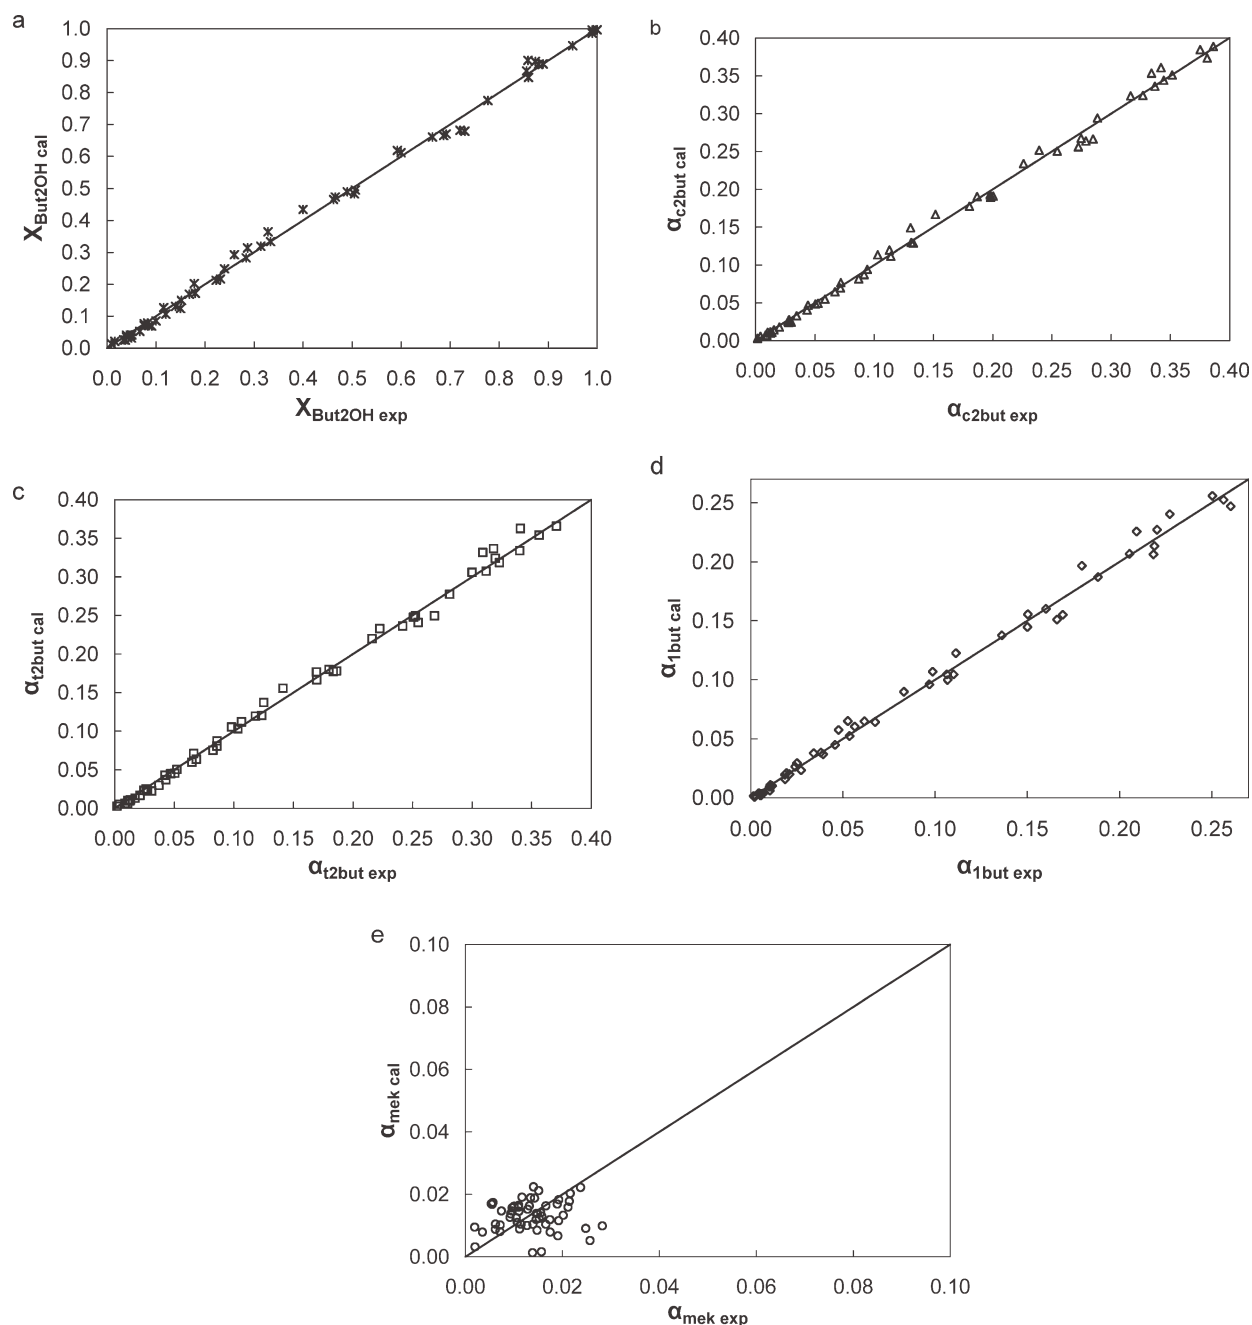 a
1.0
0.9
0.8
0.7
0.6
0.5
0.4
0.3
0.2
0.1
0.0
XBut2OH cal
0.0 0.1 0.2 0.3 0.4 0.5 0.6 0.7 0.8 0.9 1.0
XBut2OH exp
b
0.40
0.35
0.30
0.25
0.20
0.15
0.10
0.05
0.00
αc2but cal
0.00 0.05 0.10 0.15 0.20 0.25 0.30 0.35 0.40
αc2but exp
c
0.40
0.35
0.30
0.25
0.20
0.15
0.10
0.05
0.00
αt2but cal
0.00 0.05 0.10 0.15 0.20 0.25 0.30 0.35 0.40
αt2but exp
d
0.25
0.20
0.15
0.10
0.05
0.00
α1but cal
0.00 0.05 0.10 0.15 0.20 0.25
α1but exp
e
0.10
0.08
0.06
0.04
0.02
0.00
αmek cal
0.00 0.02 0.04 0.06 0.08 0.10
αmek exp